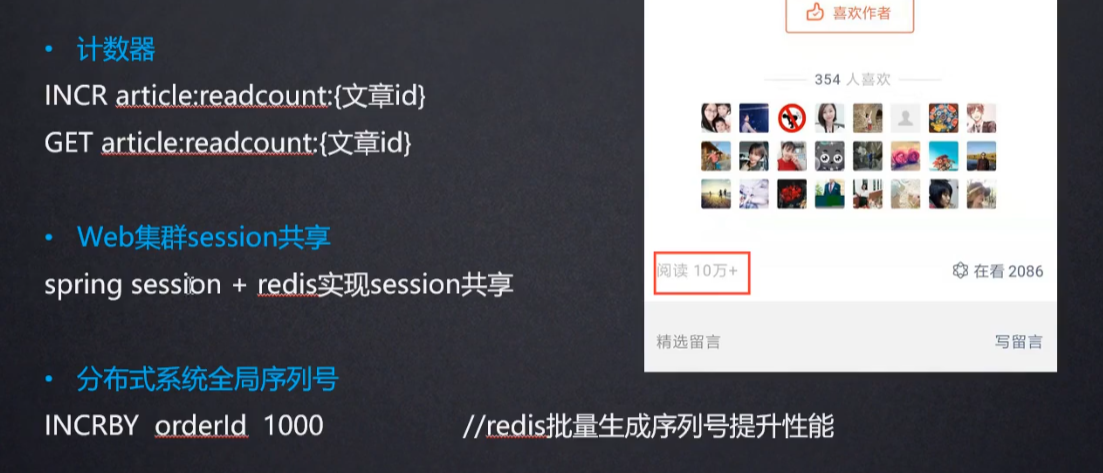 • 计数器
INCR article:readcount:{文章id}
GET article:readcount:{文章id}
• Web集群session共享
spring session + redis实现session共享
• 分布式系统全局序列号
INCRBY orderId 1000 //redis批量生成序列号提升性能
喜欢作者
354 人喜欢
阅读 10万+
在看 2086
精选留言
写留言